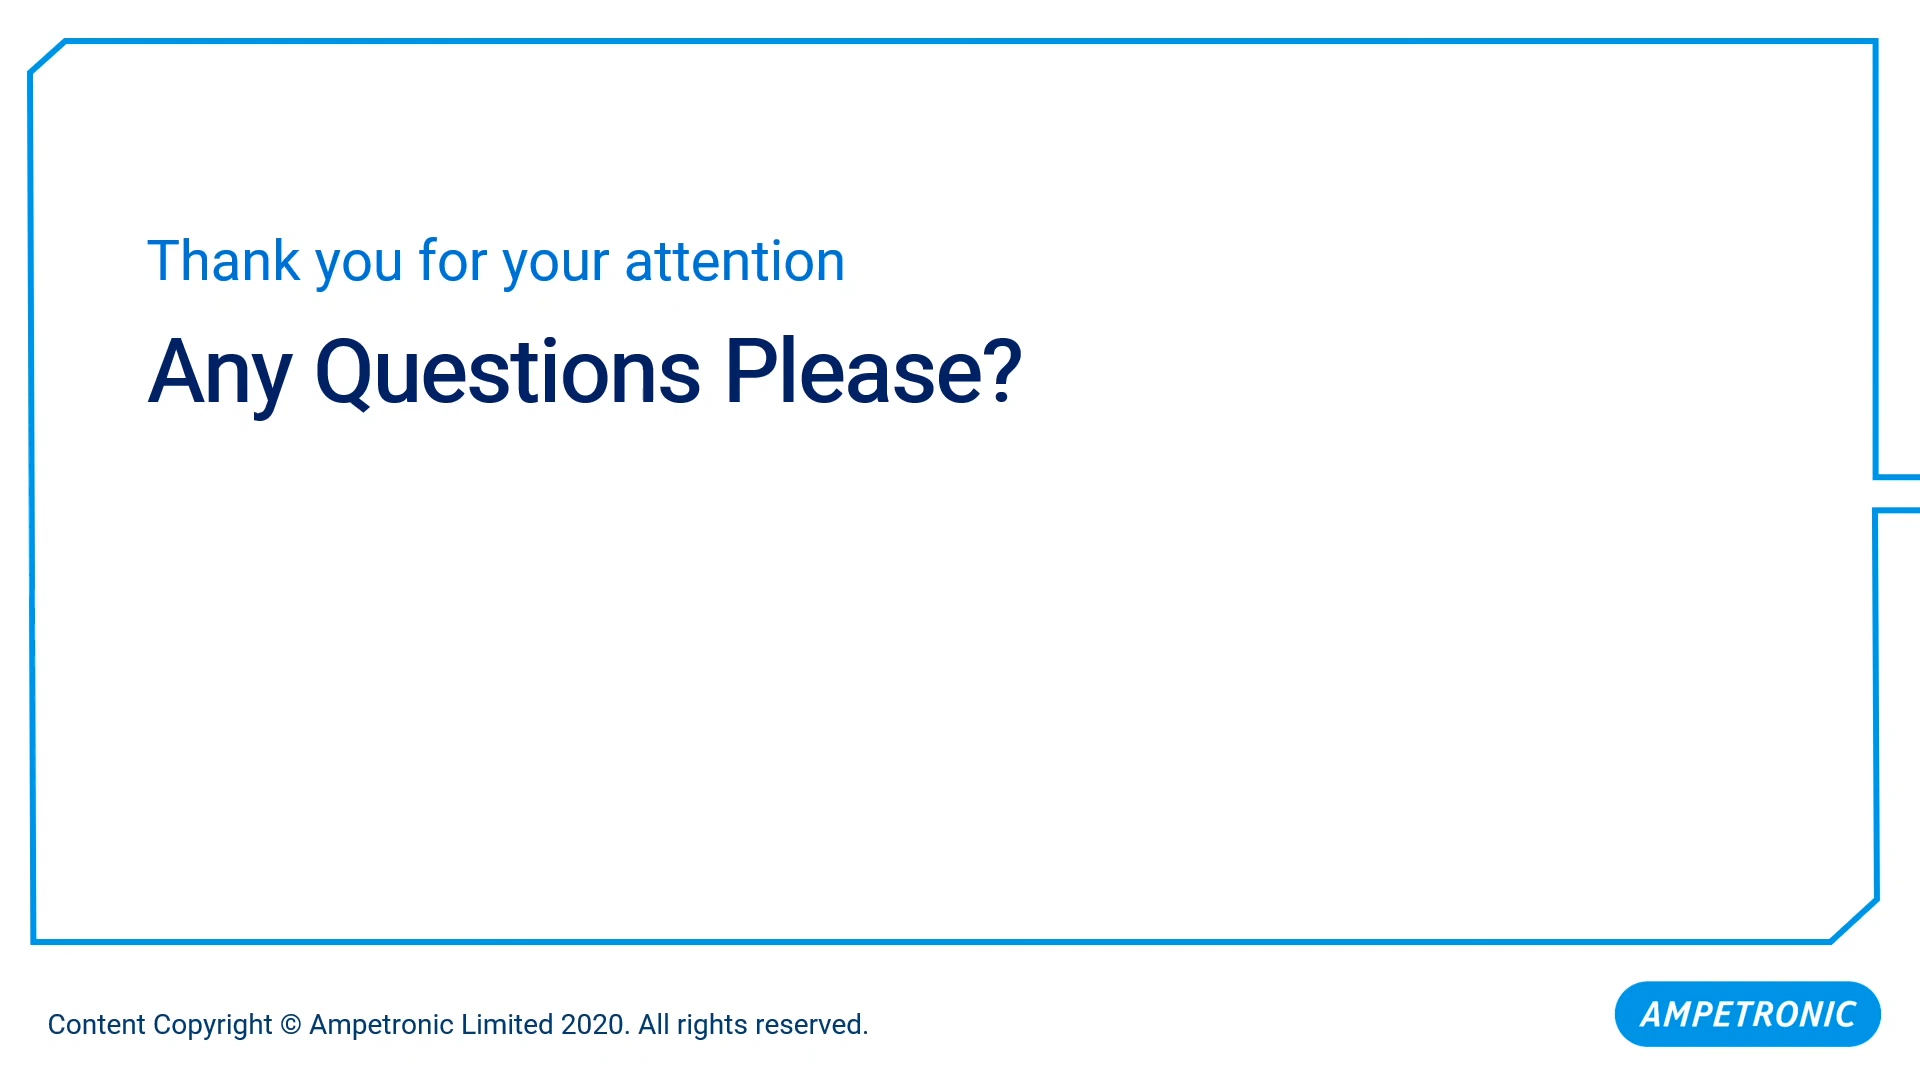 Thank you for your attention
Any Questions Please?
Content Copyright © Ampetronic Limited 2020. All rights reserved.
AMPETRONIC